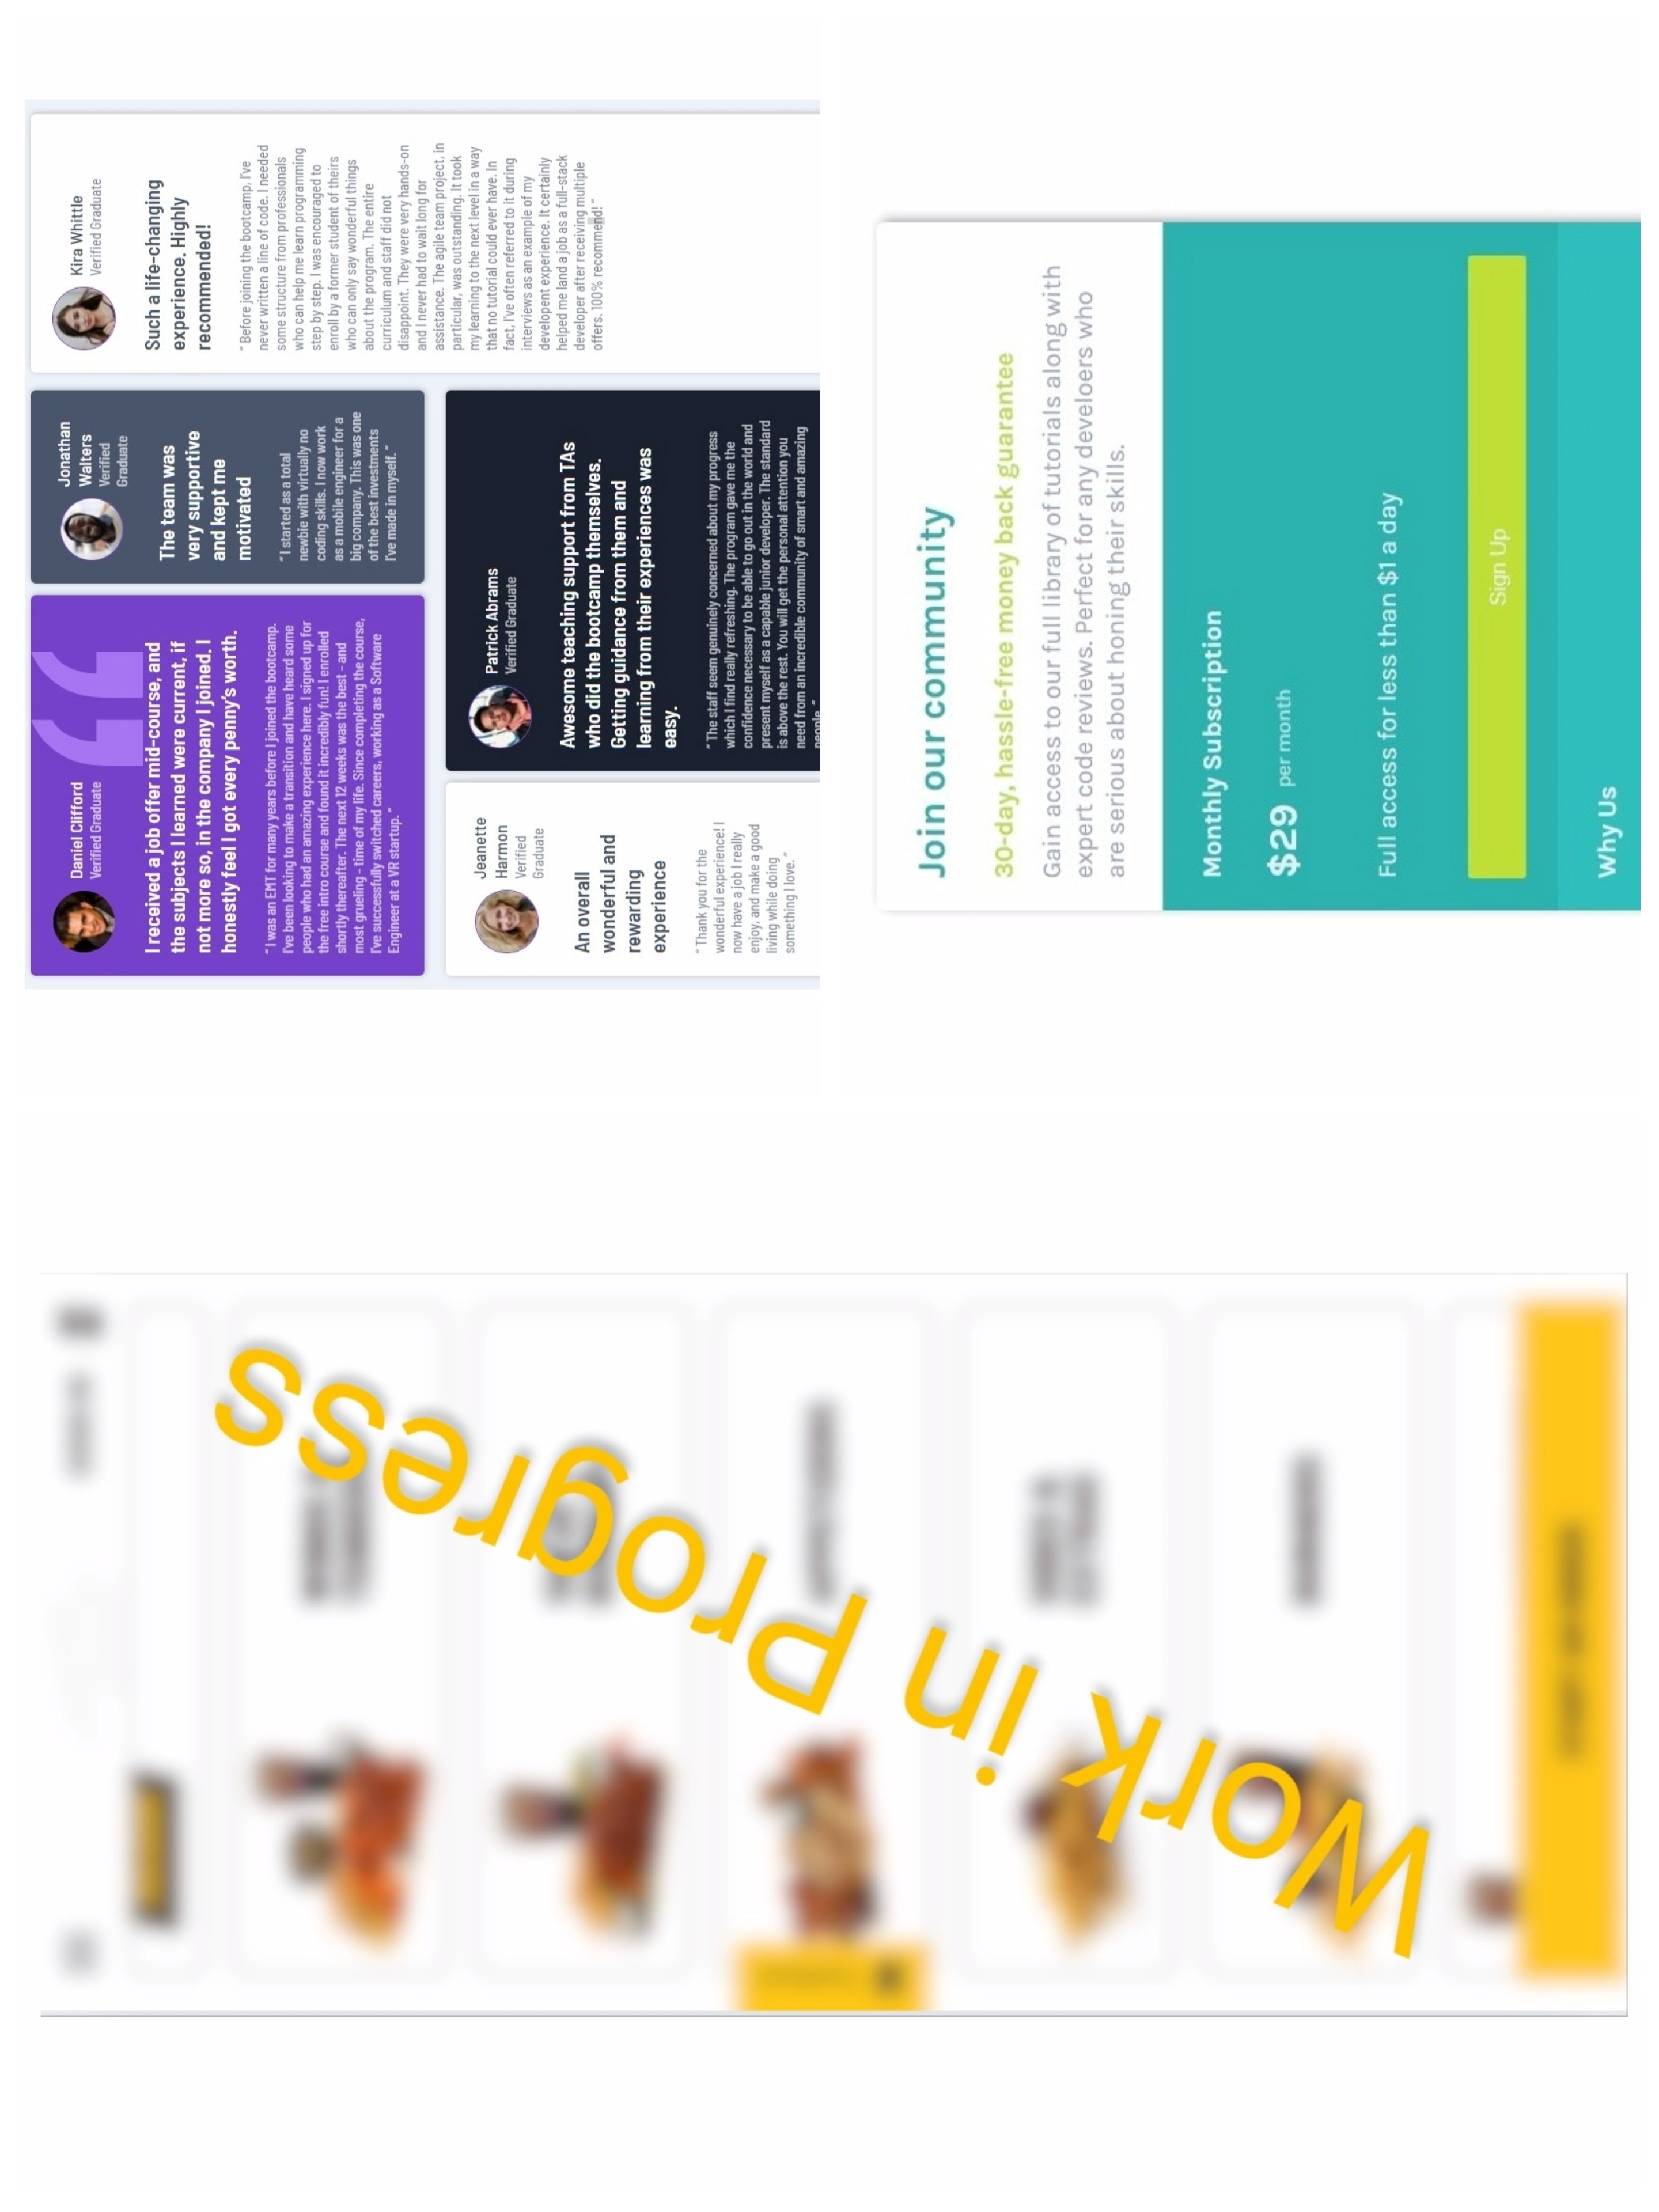 Work in Progress
Daniel Clifford
Verified Graduate
I received a job offer mid-course, and
the subjects I learned were current, if
not more so, in the company I joined. I
honestly feel I got every penny’s worth.
“ I was an EMT for many years before I joined the bootcamp.
I’ve been looking to make a transition and have heard some
people who had an amazing experience here. I signed up for
the free intro course and found it incredibly fun! I enrolled
shortly thereafter. The next 12 weeks was the best - and
most grueling - time of my life. Since completing the course,
I’ve successfully switched careers, working as a Software
Engineer at a VR startup. ”
Jonathan
Walters
Verified
Graduate
The team was
very supportive
and kept me
motivated
“ I started as a total
newbie with virtually no
coding skills. I now work
as a mobile engineer for a
big company. This was one
of the best investments
I’ve made in myself. ”
Kira Whittle
Verified Graduate
Such a life-changing
experience. Highly
recommended!
“ Before joining the bootcamp, I’ve
never written a line of code. I needed
some structure from professionals
who can help me learn programming
step by step. I was encouraged to
enroll by a former student of theirs
who can only say wonderful things
about the program. The entire
curriculum and staff did not
disappoint. They were very hands-on
and I never had to wait long for
assistance. The agile team project, in
particular, was outstanding. It took
my learning to the next level in a way
that no tutorial could ever have. In
fact, I’ve often referred to it during
interviews as an example of my
developent experience. It certainly
helped me land a job as a full-stack
developer after receiving multiple
offers. 100% recommend! ”
Jeanette
Harmon
Verified
Graduate
An overall
wonderful and
rewarding
experience
“ Thank you for the
wonderful experience! I
now have a job I really
enjoy, and make a good
living while doing
something I love. ”
Patrick Abrams
Verified Graduate
Awesome teaching support from TAs
who did the bootcamp themselves.
Getting guidance from them and
learning from their experiences was
easy.
“ The staff seem genuinely concerned about my progress
which I find really refreshing. The program gave me the
confidence necessary to be able to go out in the world and
present myself as a capable junior developer. The standard
is above the rest. You will get the personal attention you
need from an incredible community of smart and amazing
people. ”
Join our community
30-day, hassle-free money back guarantee
Gain access to our full library of tutorials along with
expert code reviews. Perfect for any develoers who
are serious about honing their skills.
Monthly Subscription
$29 per month
Full access for less than $1 a day
Sign Up
Why Us